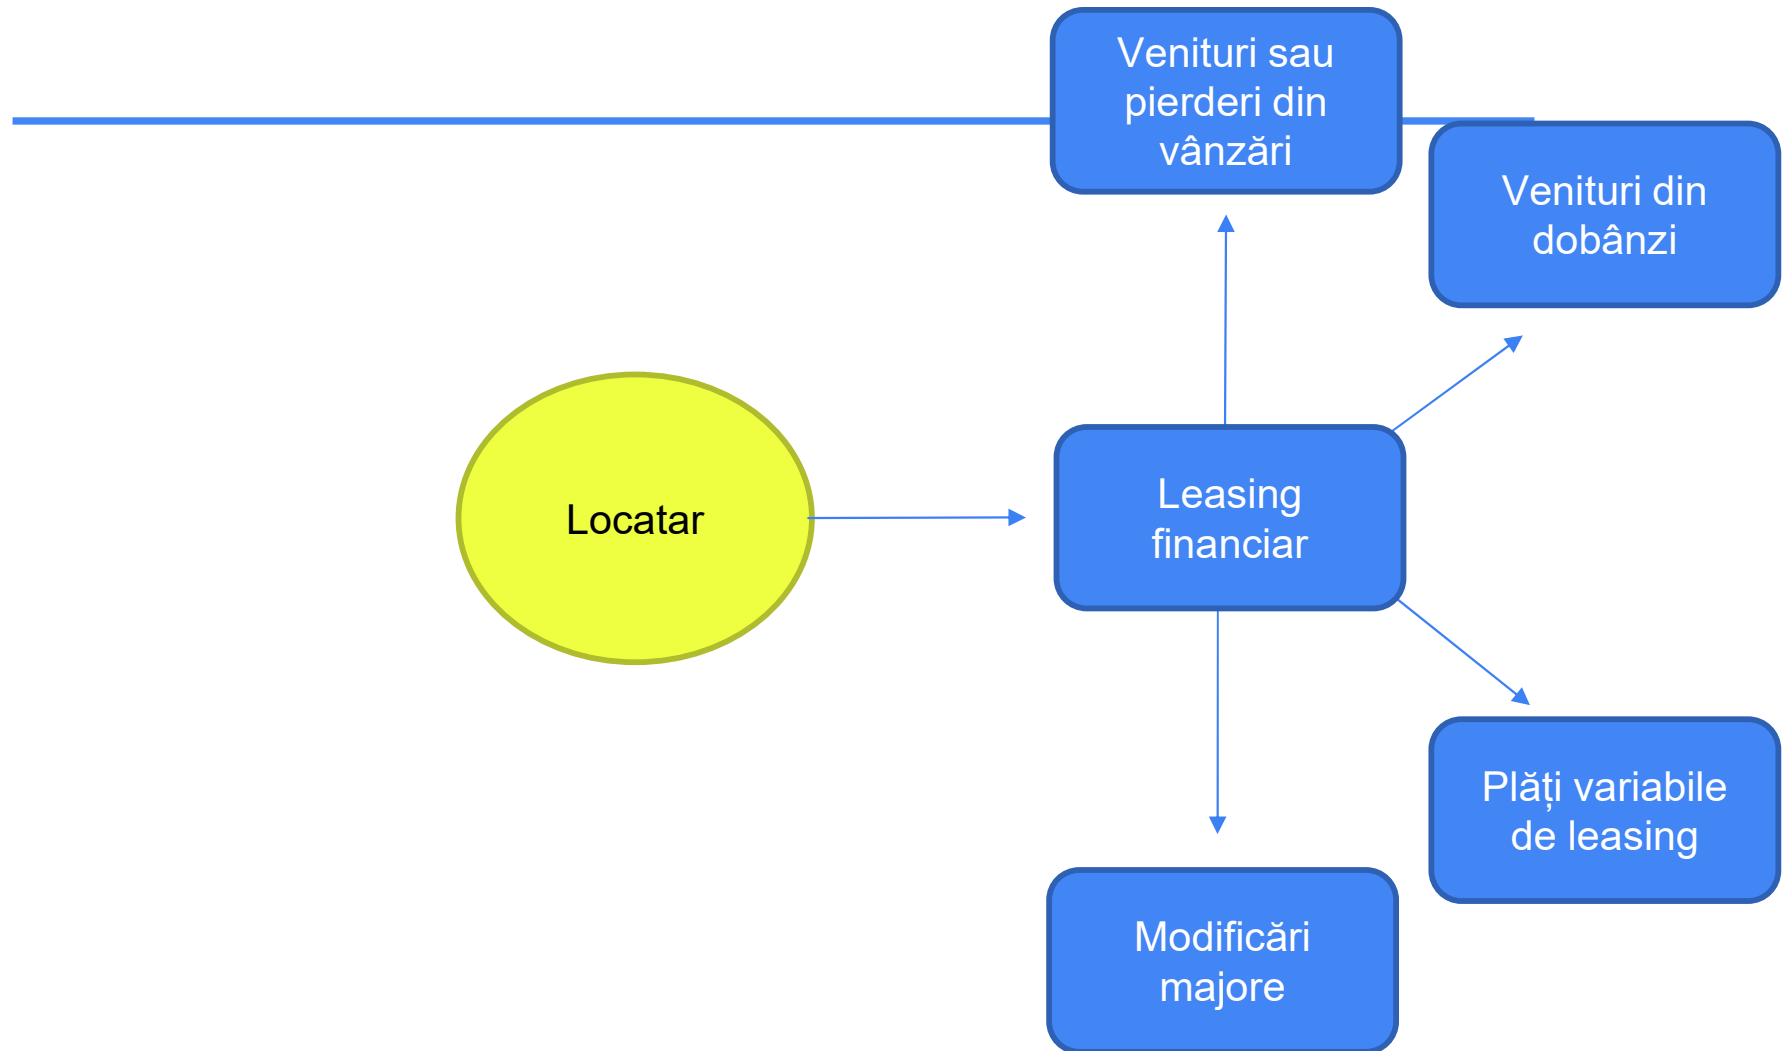 Venituri sau
pierderi din
vânzări
Venituri din
dobânzi
Locatar
Leasing
financiar
Plăți variabile
de leasing
Modificări
majore